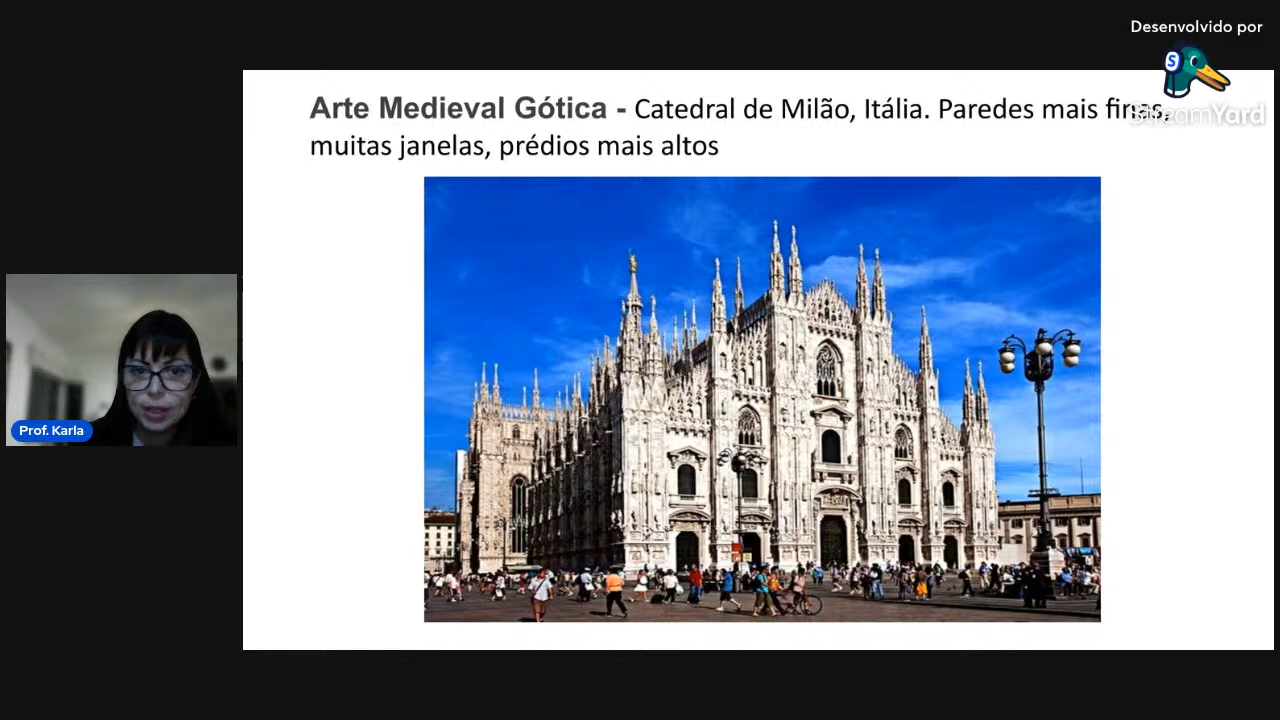 Desenvolvido por
StreamYard
Arte Medieval Gótica - Catedral de Milão, Itália. Paredes mais finas,
muitas janelas, prédios mais altos
Prof. Karla